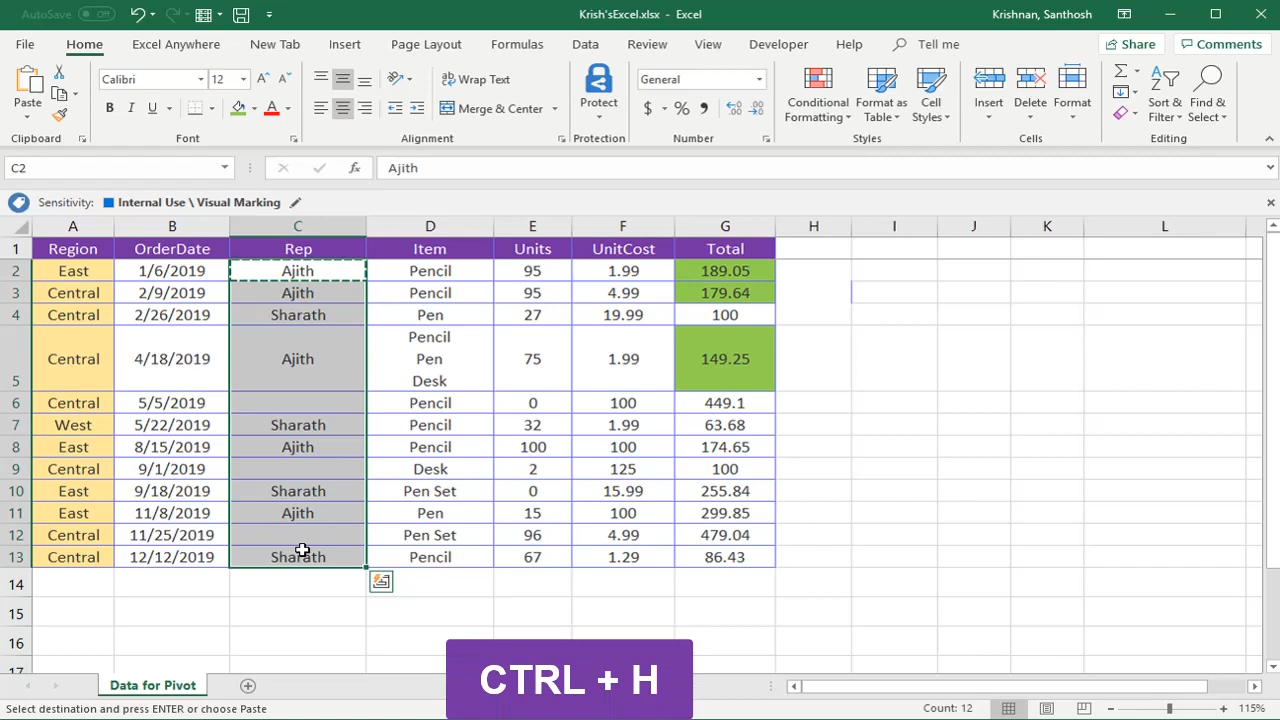 AutoSave Off
Krish'sExcel.xlsx - Excel
Krishnan, Santhosh
File Home Excel Anywhere New Tab Insert Page Layout Formulas Data Review View Developer Help Tell me Share Comments
Paste
Clipboard
Calibri 12
B I U
Font
Wrap Text
Merge & Center
Alignment
Protect
Protection
General
$ % ,
Number
Conditional Formatting
Format as Table
Cell Styles
Styles
Insert Delete Format
Cells
Sort & Filter
Find & Select
Editing
C2 fx Ajith
Sensitivity: Internal Use \ Visual Marking
A B C D E F G H I J K L
1 Region OrderDate Rep Item Units UnitCost Total
2 East 1/6/2019 Ajith Pencil 95 1.99 189.05
3 Central 2/9/2019 Ajith Pencil 95 4.99 179.64
4 Central 2/26/2019 Sharath Pen 27 19.99 100
Pencil
Central 4/18/2019 Ajith Pen 75 1.99 149.25
5 Desk
6 Central 5/5/2019 Pencil 0 100 449.1
7 West 5/22/2019 Sharath Pencil 32 1.99 63.68
8 East 8/15/2019 Ajith Pencil 100 100 174.65
9 Central 9/1/2019 Desk 2 125 100
10 East 9/18/2019 Sharath Pen Set 0 15.99 255.84
11 East 11/8/2019 Ajith Pen 15 100 299.85
12 Central 11/25/2019 Pen Set 96 4.99 479.04
13 Central 12/12/2019 Sharath Pencil 67 1.29 86.43
14
15
16
17
CTRL + H
Data for Pivot
Select destination and press ENTER or choose Paste
Count: 12
115%